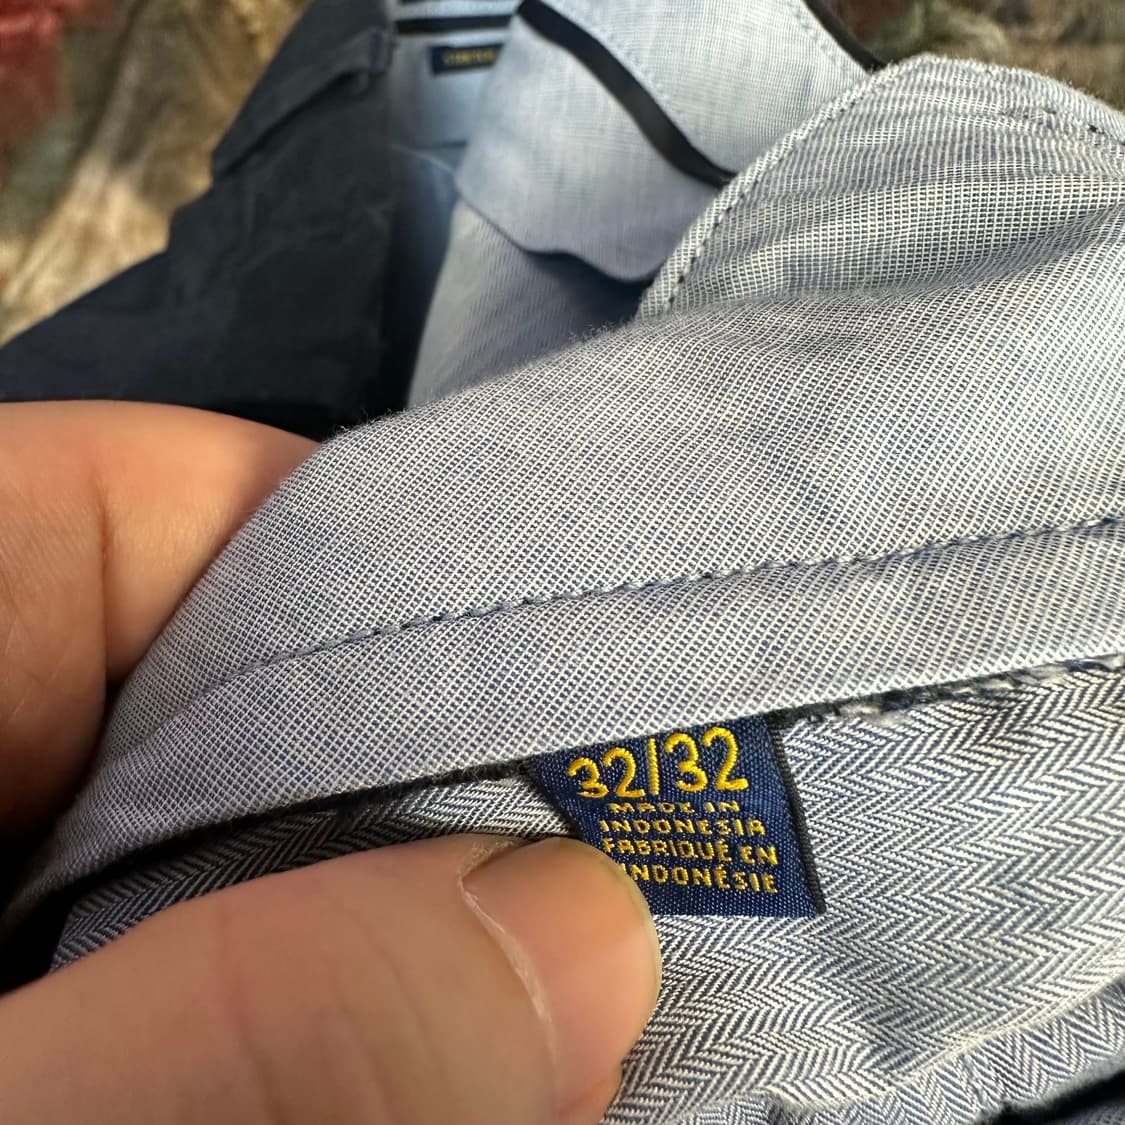 32/32
MADE IN
INDONESIA
FABRIQUÉ EN
INDONÉSIE